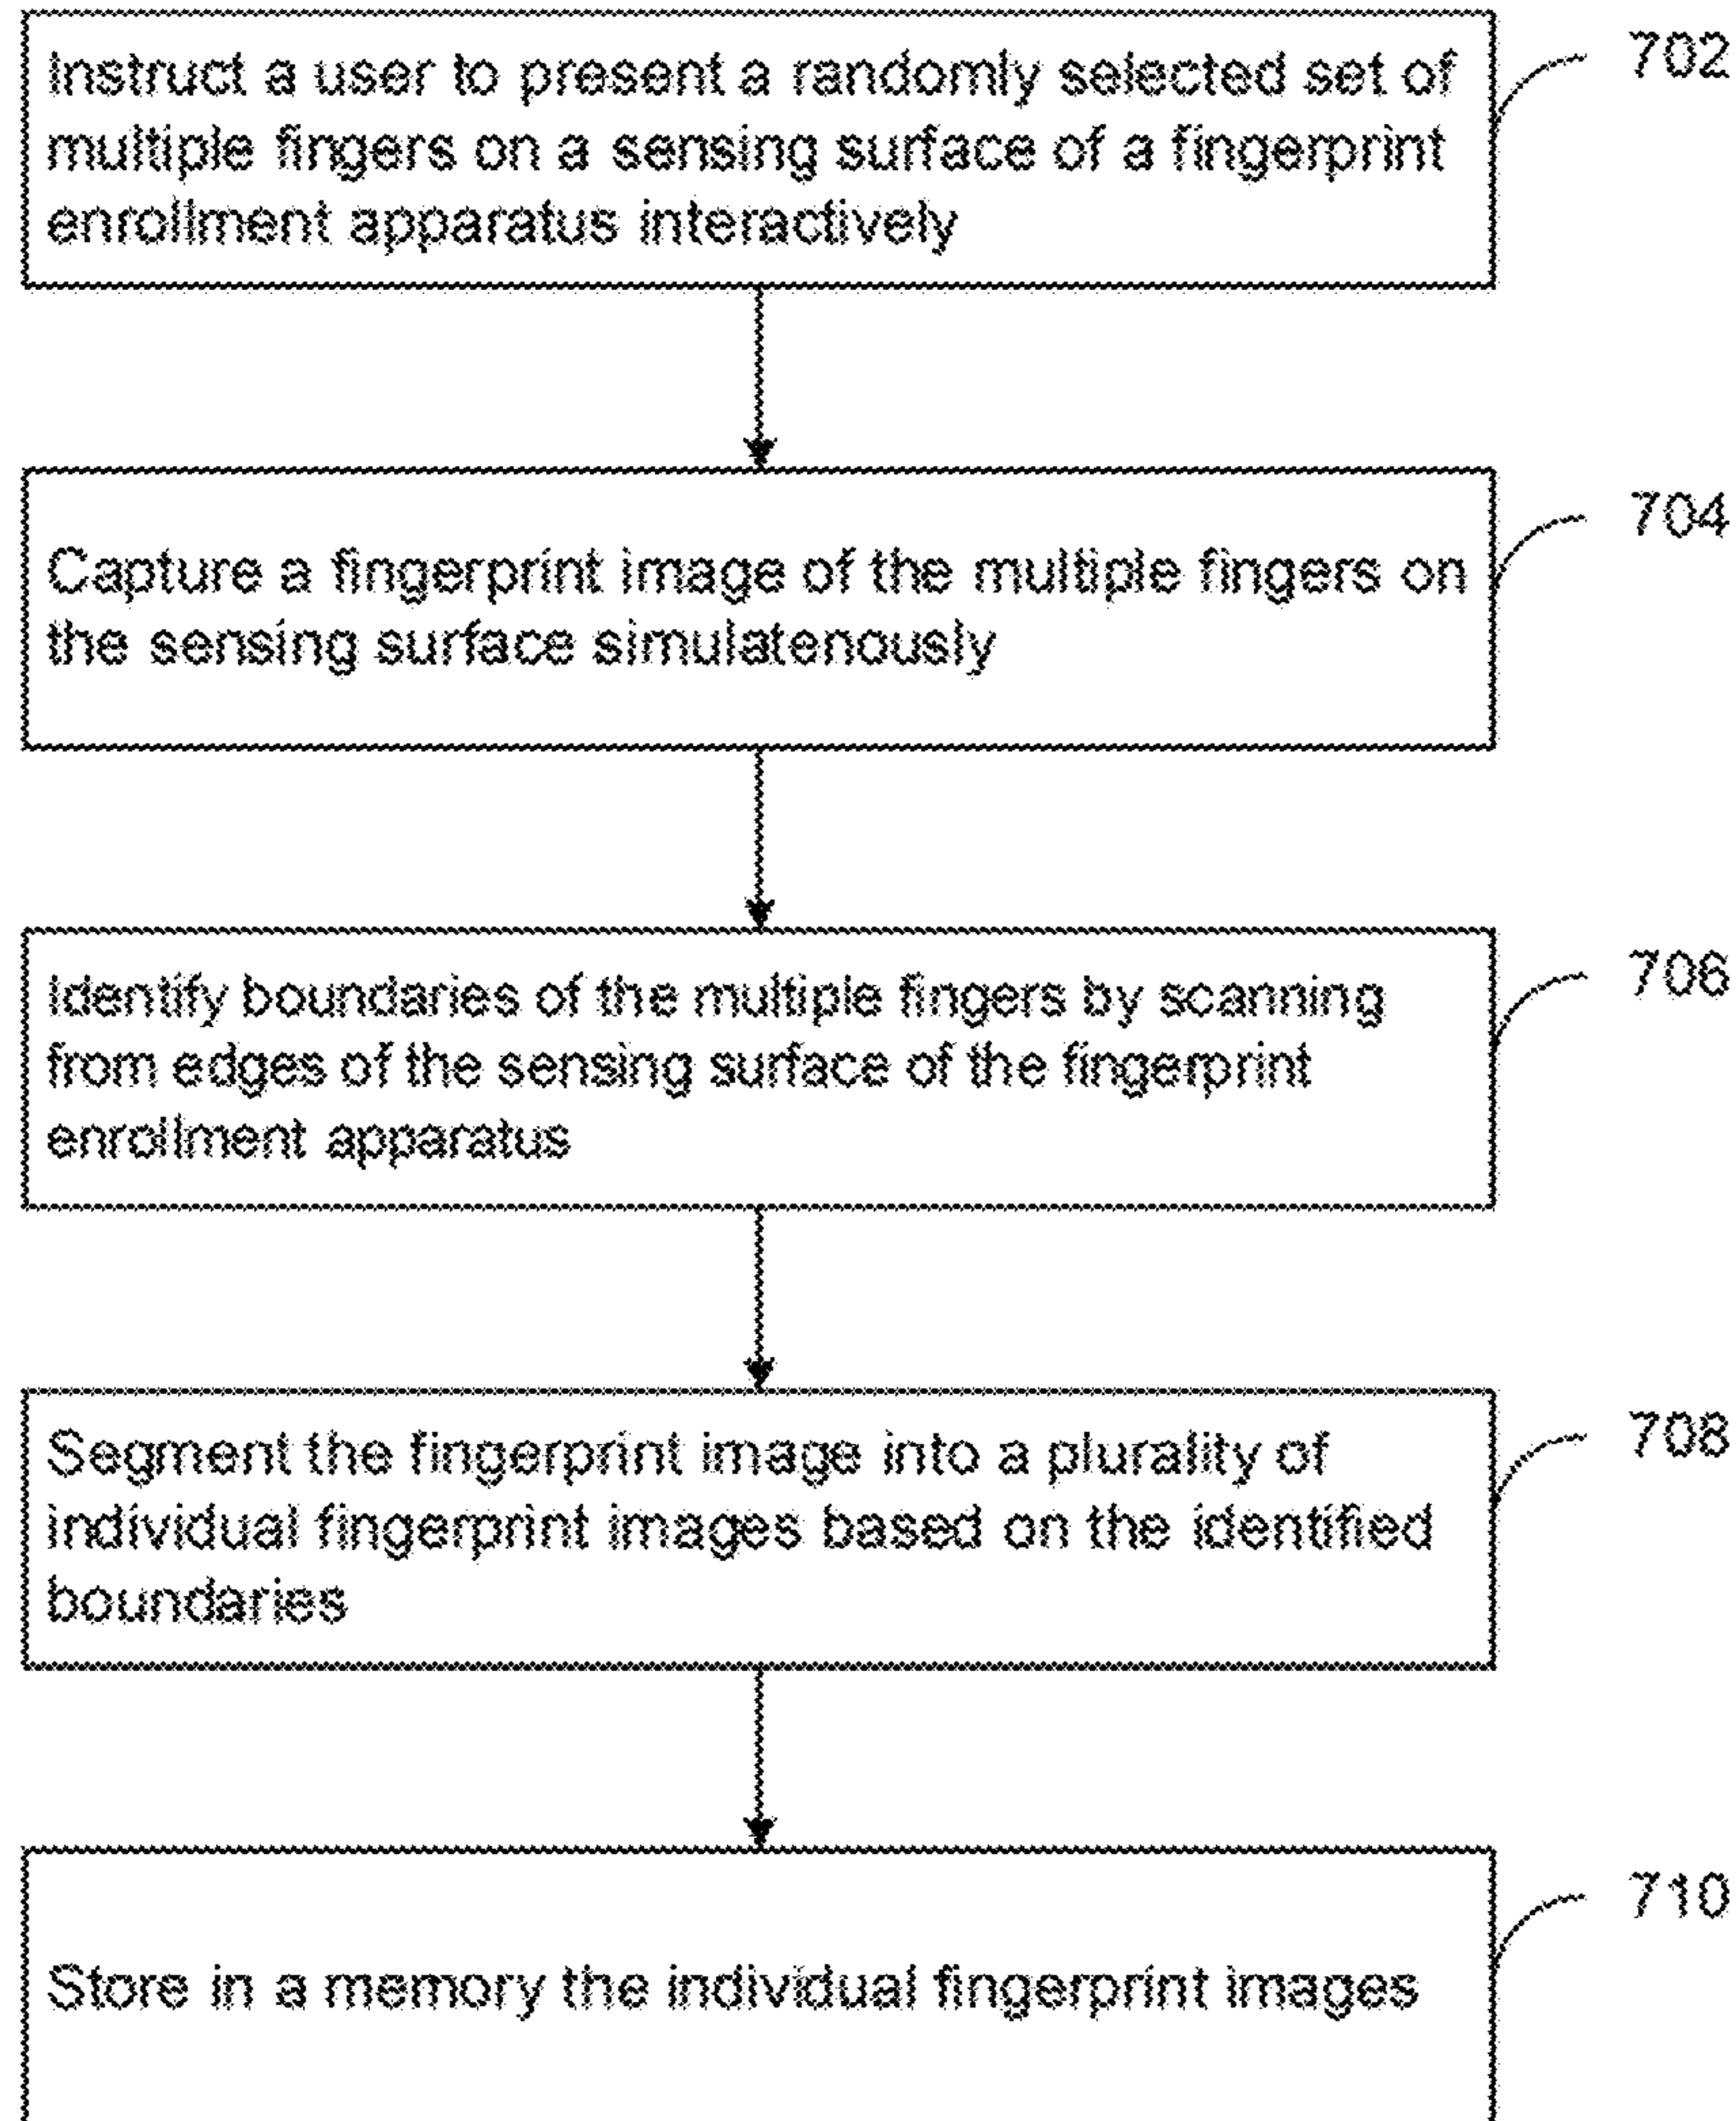 Instruct a user to present a randomly selected set of
multiple fingers on a sensing surface of a fingerprint
enrollment apparatus interactively
702
Capture a fingerprint image of the multiple fingers on
the sensing surface simulatenously
704
Identify boundaries of the multiple fingers by scanning
from edges of the sensing surface of the fingerprint
enrollment apparatus
706
Segment the fingerprint image into a plurality of
individual fingerprint images based on the identified
boundaries
708
Store in a memory the individual fingerprint images
710